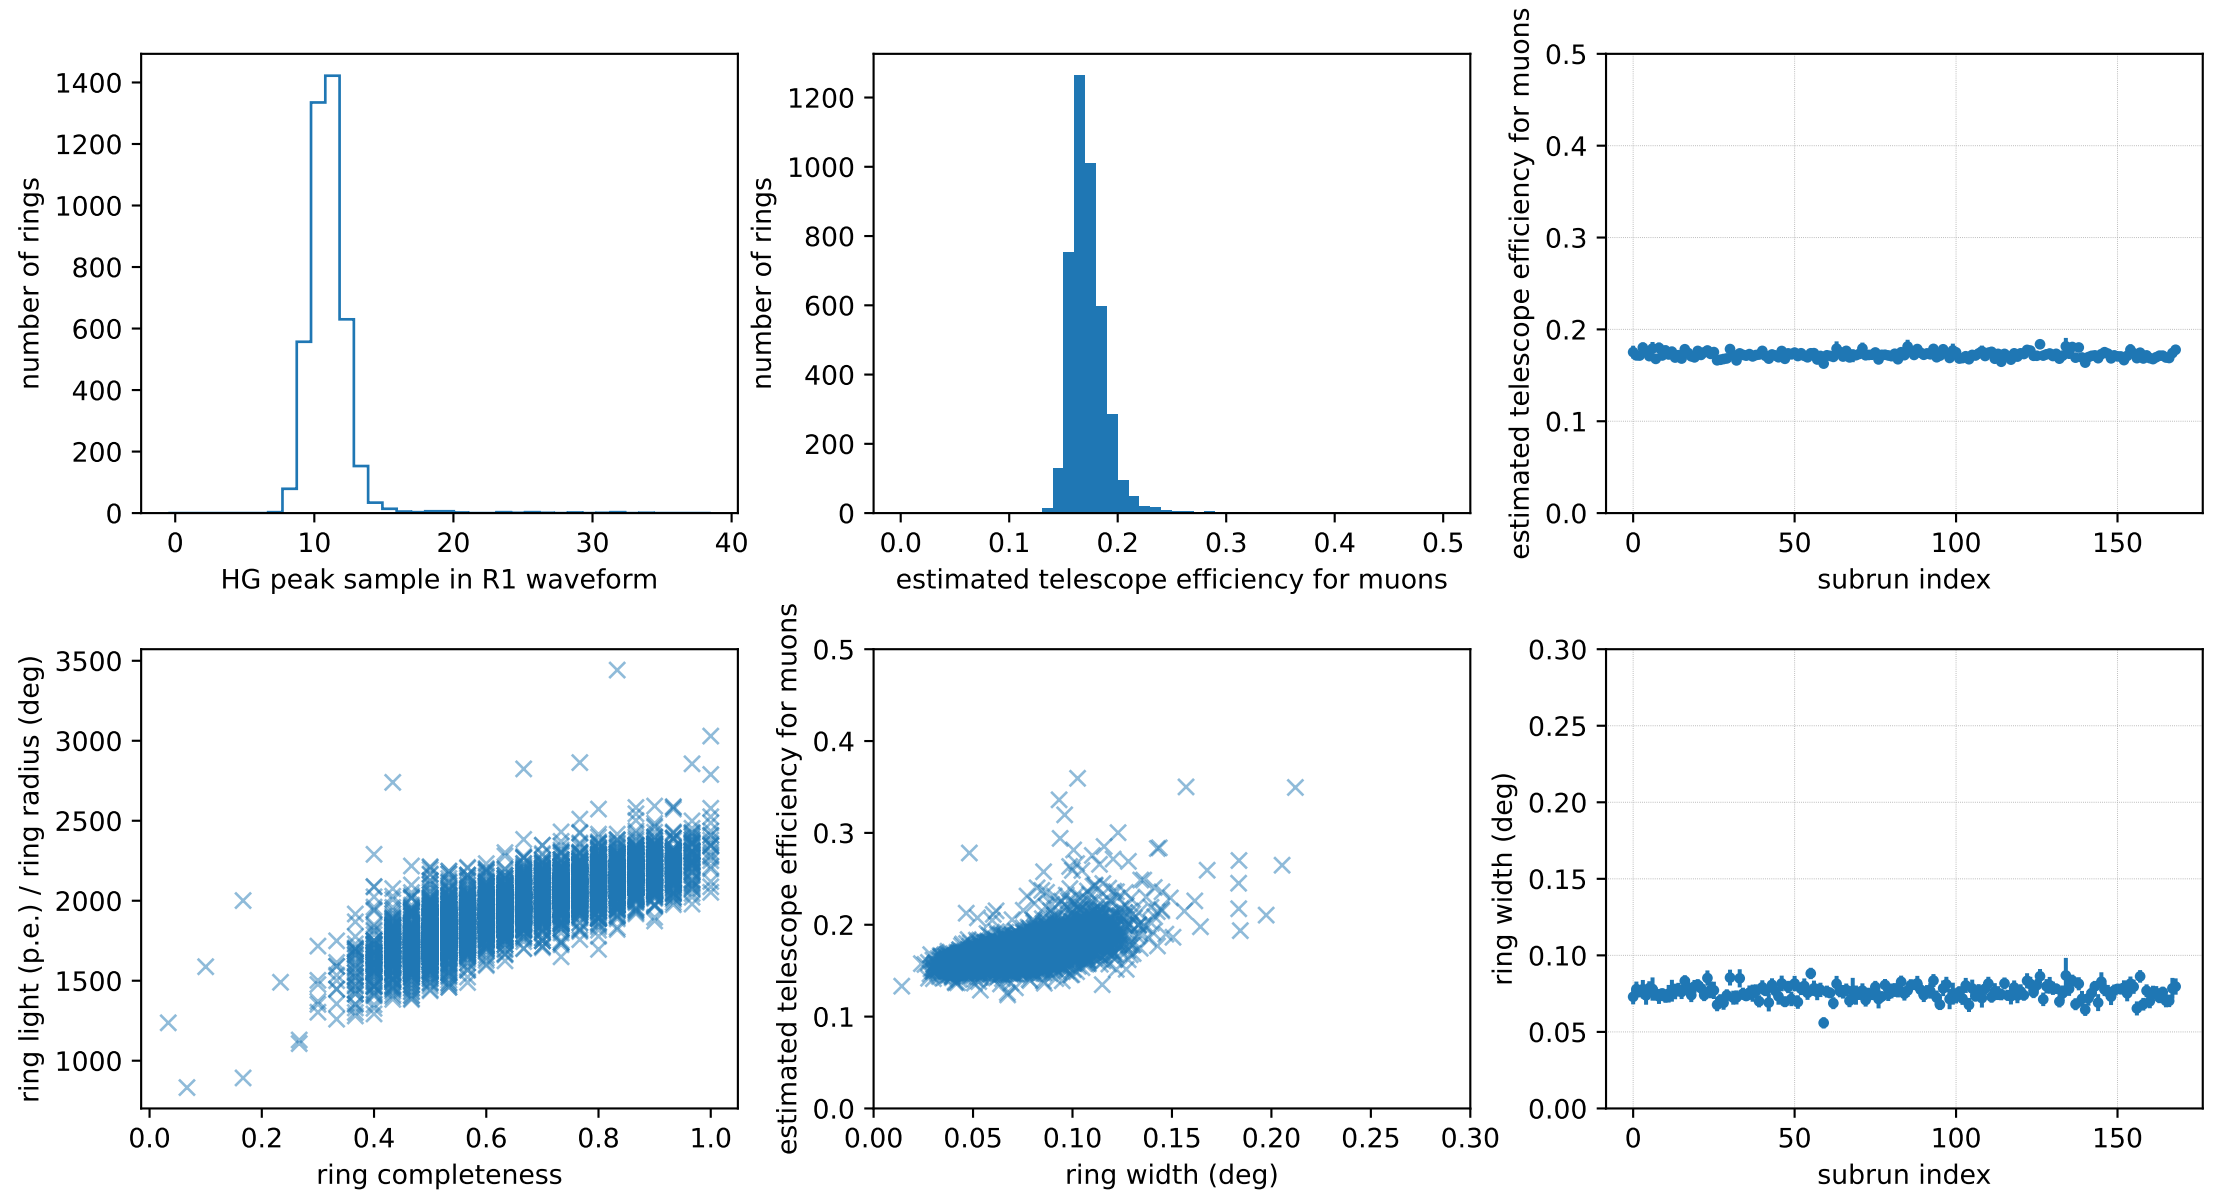 1400
1200
1000
800
600
400
200
0
number of rings
0 10 20 30 40
HG peak sample in R1 waveform
1200
1000
800
600
400
200
0
number of rings
0.0 0.1 0.2 0.3 0.4 0.5
estimated telescope efficiency for muons
0.5
0.4
0.3
0.2
0.1
0.0
estimated telescope efficiency for muons
0 50 100 150
subrun index
3500
3000
2500
2000
1500
1000
ring light (p.e.) / ring radius (deg)
0.0 0.2 0.4 0.6 0.8 1.0
ring completeness
0.5
0.4
0.3
0.2
0.1
0.0
estimated telescope efficiency for muons
0.00 0.05 0.10 0.15 0.20 0.25 0.30
ring width (deg)
0.30
0.25
0.20
0.15
0.10
0.05
0.00
ring width (deg)
0 50 100 150
subrun index